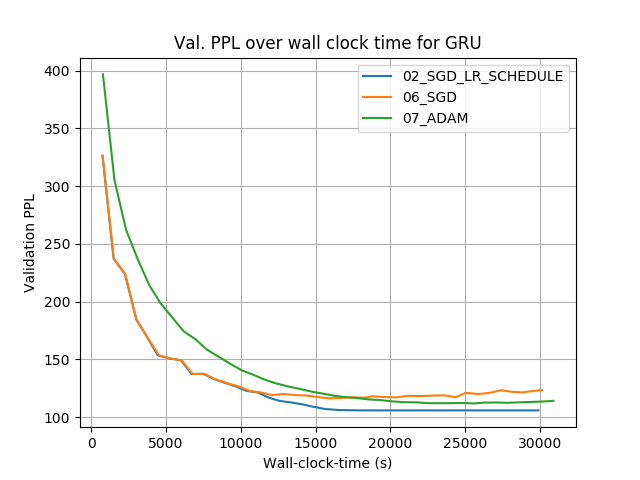 Val. PPL over wall clock time for GRU
02_SGD_LR_SCHEDULE
06_SGD
07_ADAM
Validation PPL
400
350
300
250
200
150
100
0 5000 10000 15000 20000 25000 30000
Wall-clock-time (s)